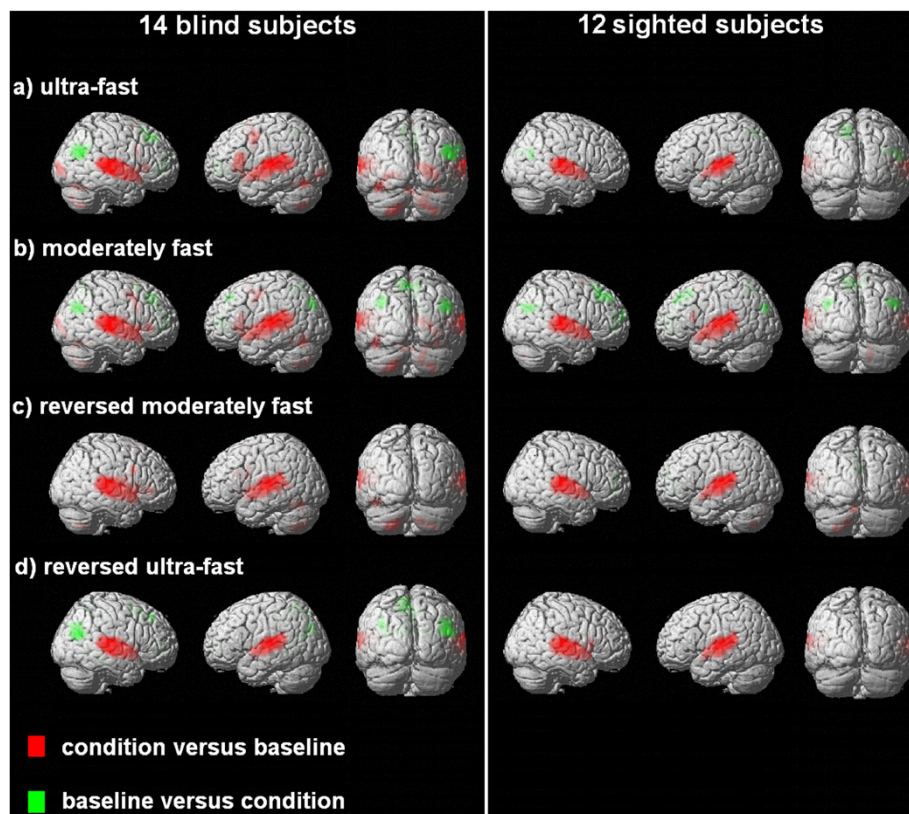 14 blind subjects
12 sighted subjects
a) ultra-fast
b) moderately fast
c) reversed moderately fast
d) reversed ultra-fast
condition versus baseline
baseline versus condition